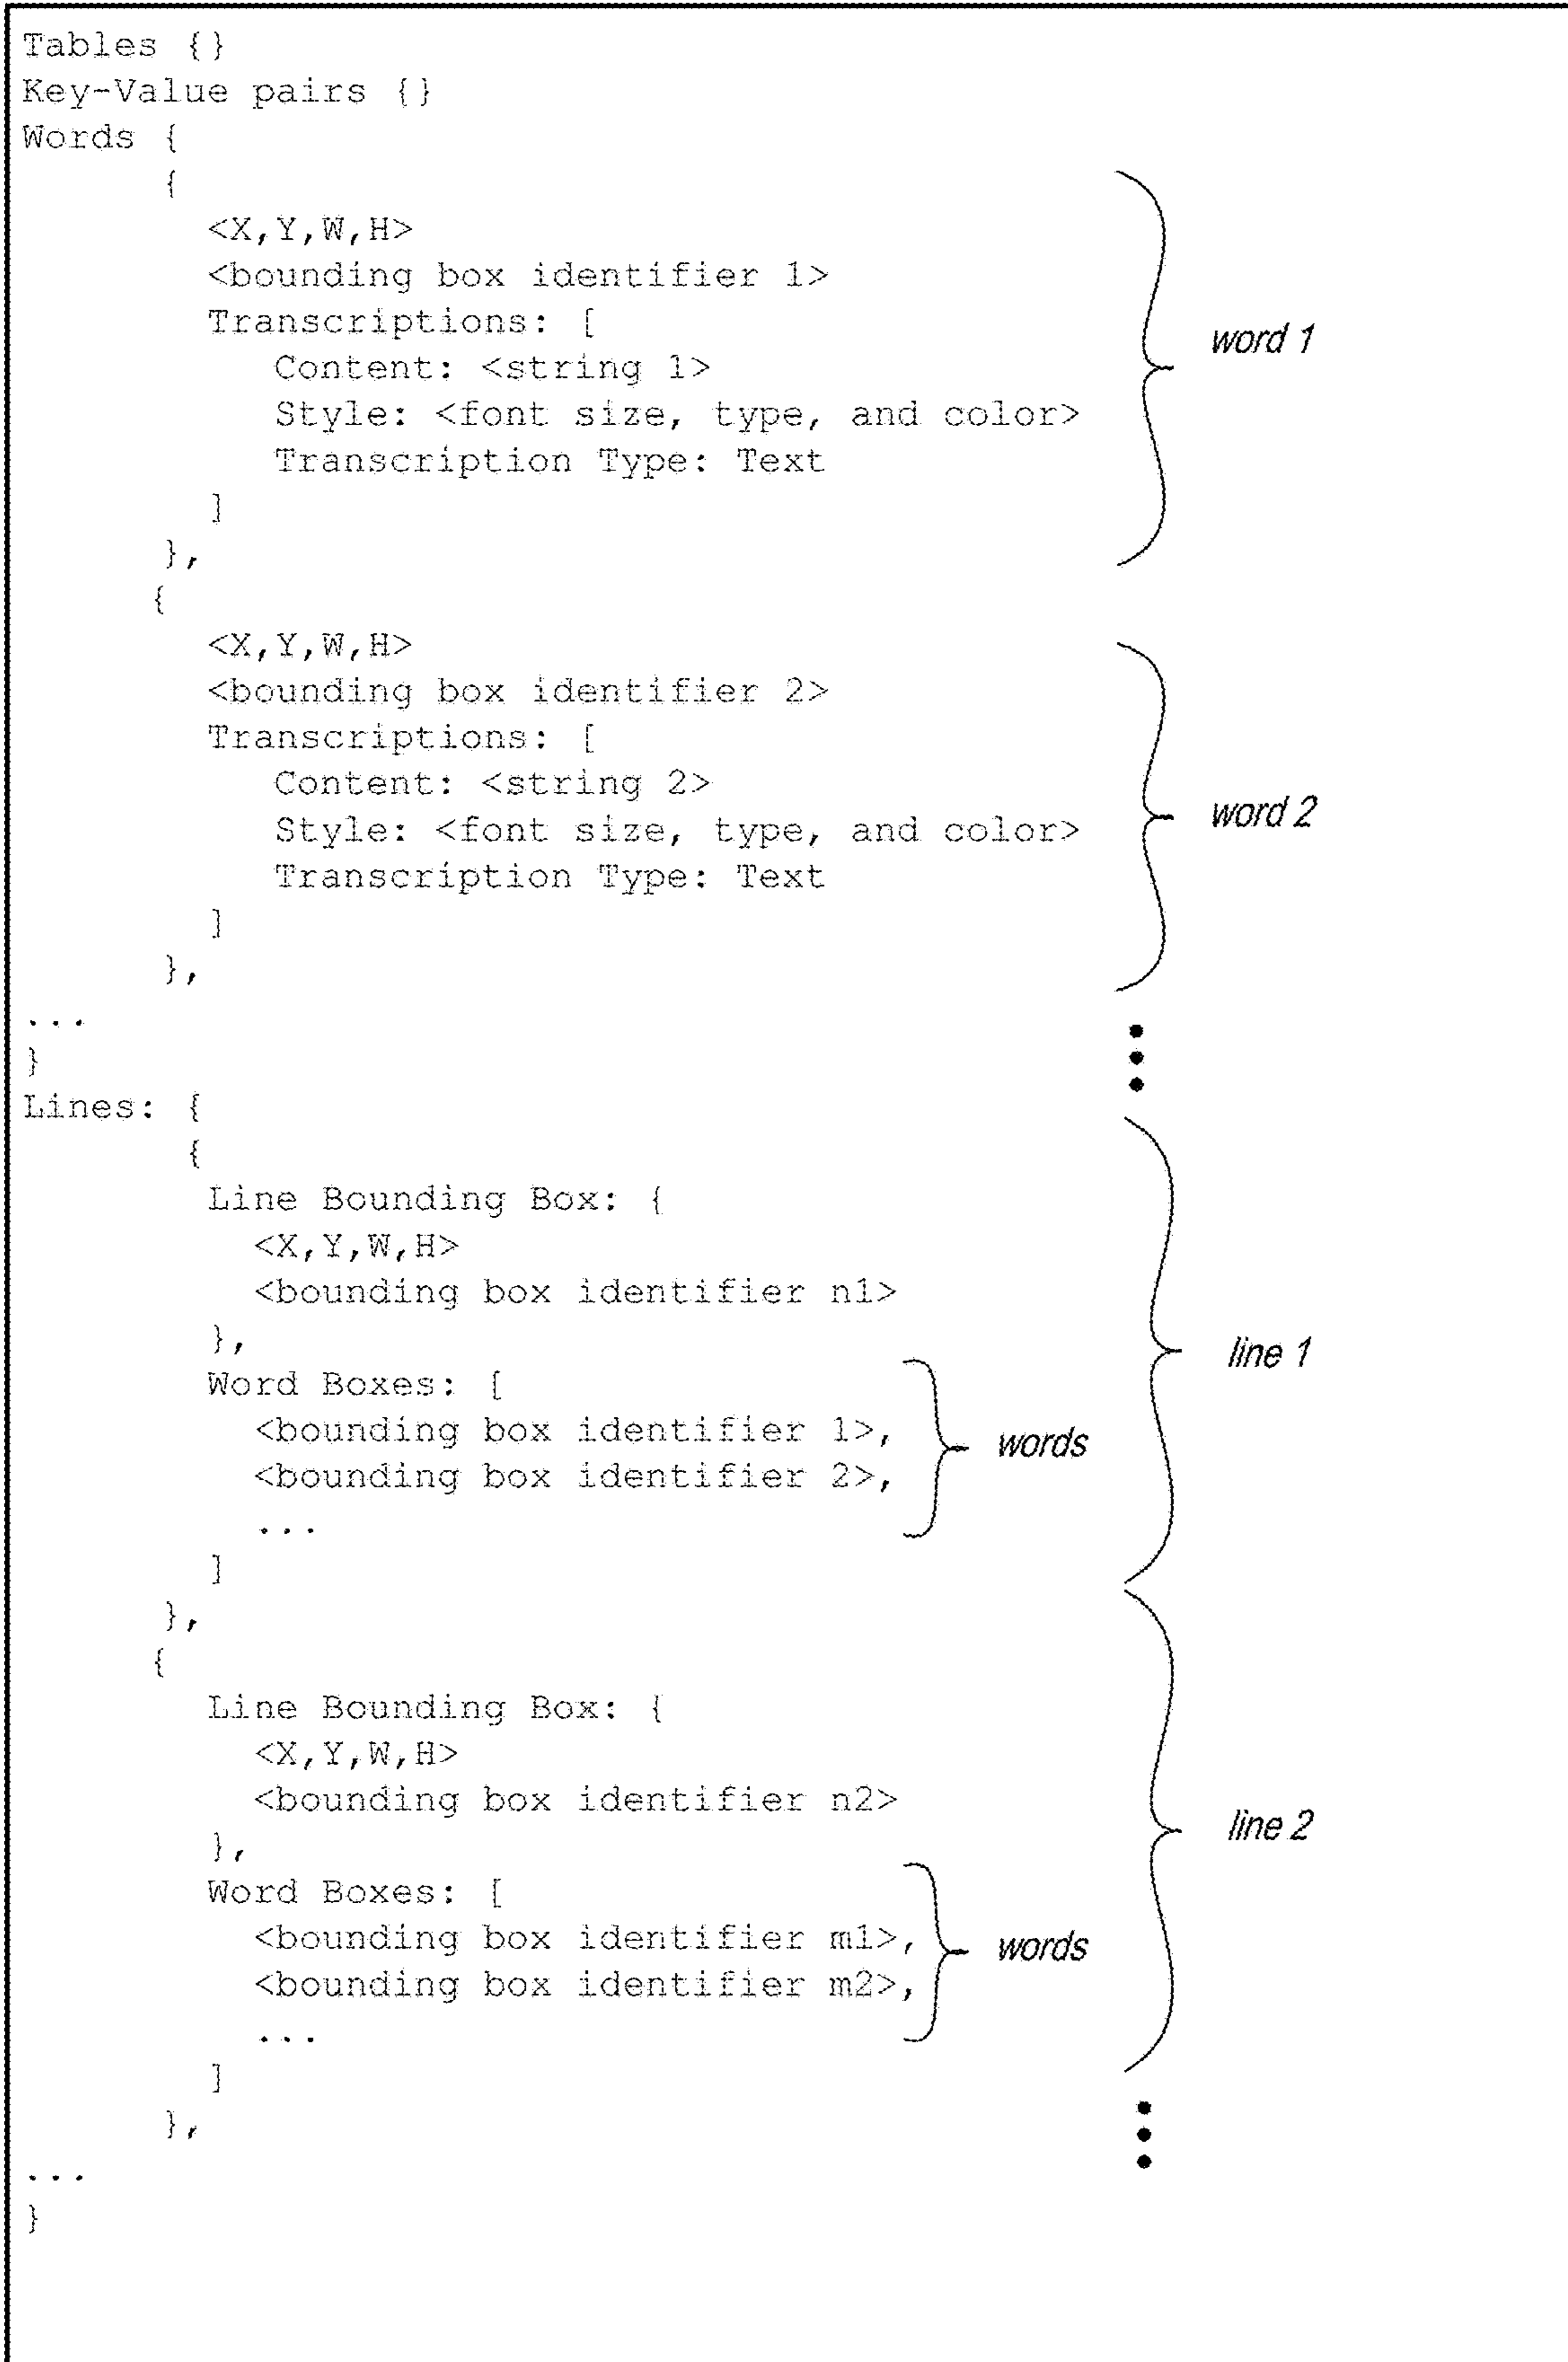 Tables {}
Key-Value pairs {}
Words {
{
<X,Y,W,H>
<bounding box identifier 1>
Transcriptions: [
Content: <string 1>
Style: <font size, type, and color>
Transcription Type: Text
]
},
word 1
{
<X,Y,W,H>
<bounding box identifier 2>
Transcriptions: [
Content: <string 2>
Style: <font size, type, and color>
Transcription Type: Text
]
},
word 2
...
}
Lines: {
{
Line Bounding Box: {
<X,Y,W,H>
<bounding box identifier n1>
},
Word Boxes: [
<bounding box identifier 1>,
<bounding box identifier 2>,
...
words
]
},
line 1
{
Line Bounding Box: {
<X,Y,W,H>
<bounding box identifier n2>
},
Word Boxes: [
<bounding box identifier m1>,
<bounding box identifier m2>,
...
words
]
},
line 2
...
}